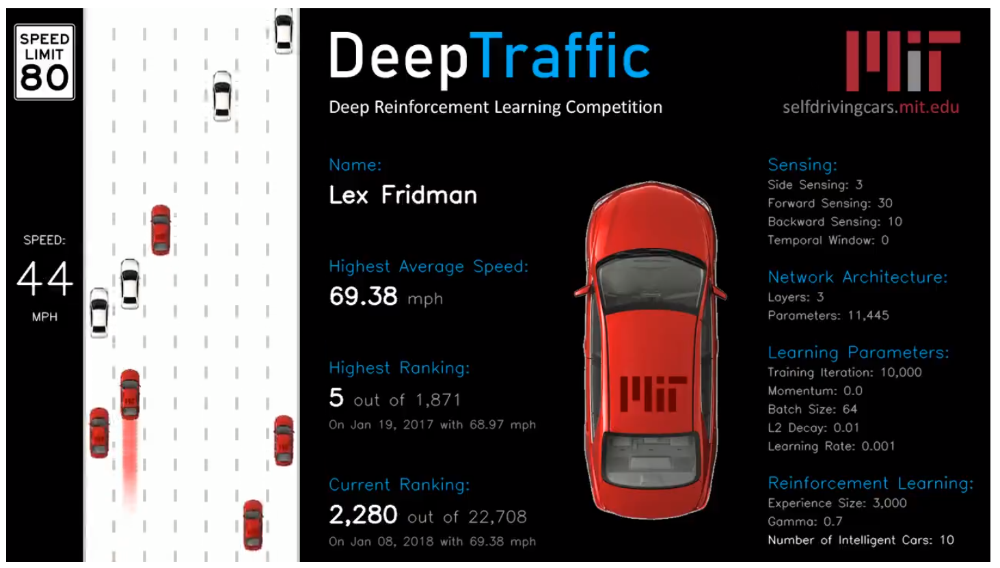 SPEED
LIMIT
80
SPEED:
44
MPH
DeepTraffic
Deep Reinforcement Learning Competition
MiT
selfdrivingcars.mit.edu
Name:
Lex Fridman
Highest Average Speed:
69.38 mph
Highest Ranking:
5 out of 1,871
On Jan 19, 2017 with 68.97 mph
Current Ranking:
2,280 out of 22,708
On Jan 08, 2018 with 69.38 mph
MiT
Sensing:
Side Sensing: 3
Forward Sensing: 30
Backward Sensing: 10
Temporal Window: 0
Network Architecture:
Layers: 3
Parameters: 11,445
Learning Parameters:
Training Iteration: 10,000
Momentum: 0.0
Batch Size: 64
L2 Decay: 0.01
Learning Rate: 0.001
Reinforcement Learning:
Experience Size: 3,000
Gamma: 0.7
Number of Intelligent Cars: 10